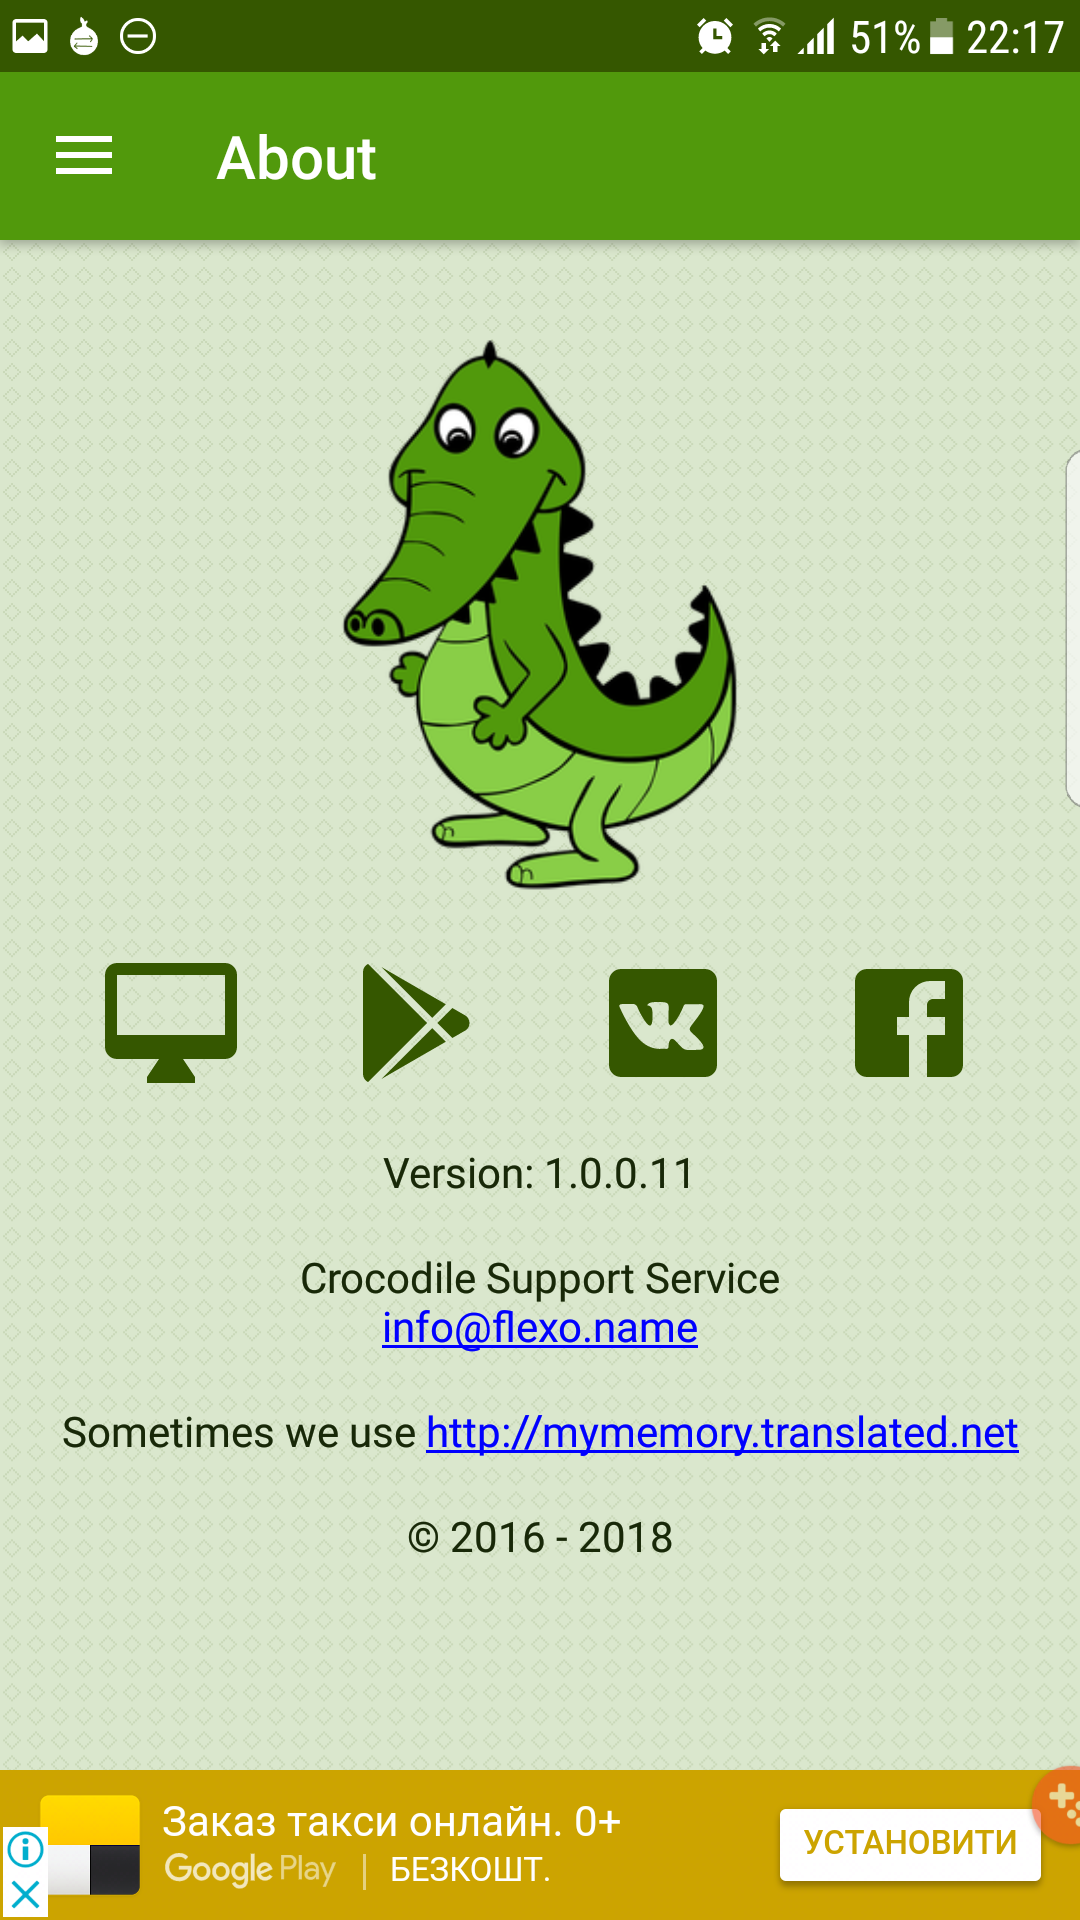 51% 22:17
About
Version: 1.0.0.11
Crocodile Support Service
info@flexo.name
Sometimes we use http://mymemory.translated.net
© 2016 - 2018
Заказ такси онлайн. 0+
Google Play | БЕЗКОШТ.
УСТАНОВИТИ